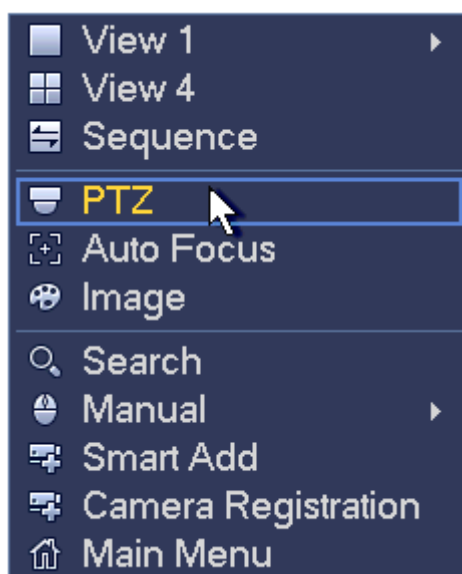 View 1
View 4
Sequence
PTZ
Auto Focus
Image
Search
Manual
Smart Add
Camera Registration
Main Menu